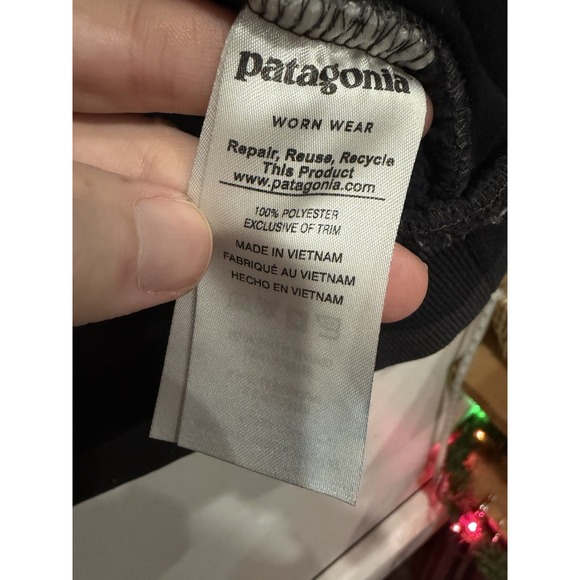 patagonia
WORN WEAR
Repair, Reuse, Recycle
This Product
www.patagonia.com
100% POLYESTER
EXCLUSIVE OF TRIM
MADE IN VIETNAM
FABRIQUÉ AU VIETNAM
HECHO EN VIETNAM